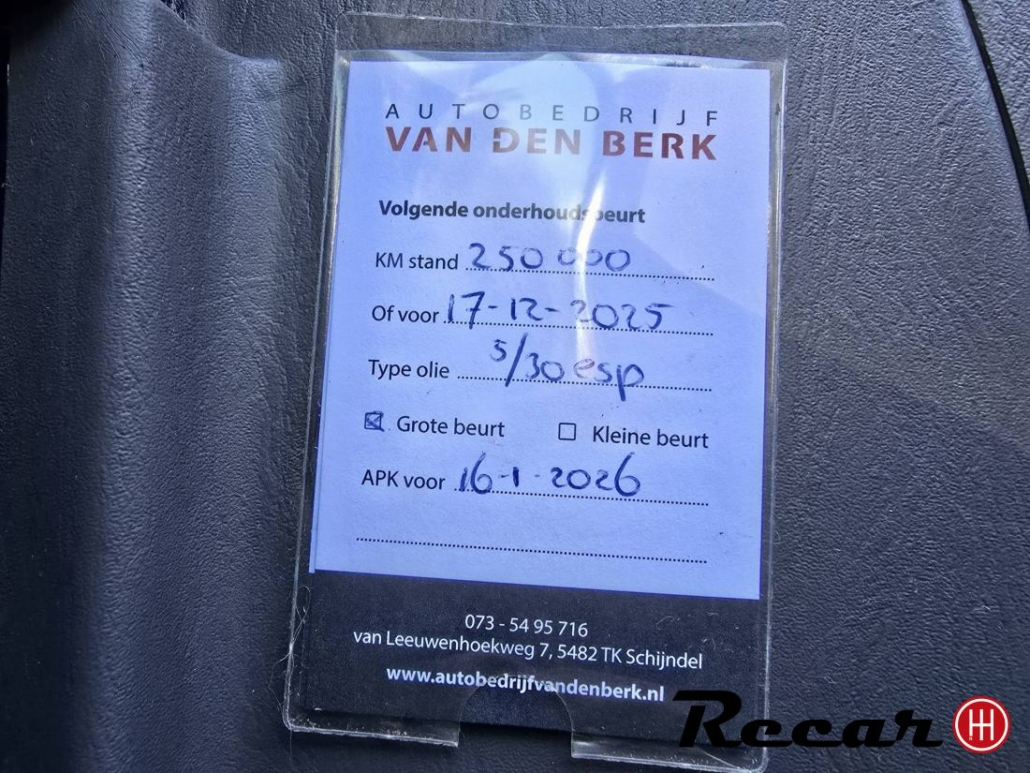 AUTOBEDRIJF
VAN DEN BERK
Volgende onderhoudsbeurt
KM stand 250 000
Of voor 17-12-2025
Type olie 5/30 esp
Grote beurt Kleine beurt
APK voor 16-1-2026
073 - 54 95 716
van Leeuwenhoekweg 7, 5482 TK Schijndel
www.autobedrijfvandenberk.nl
Recar H